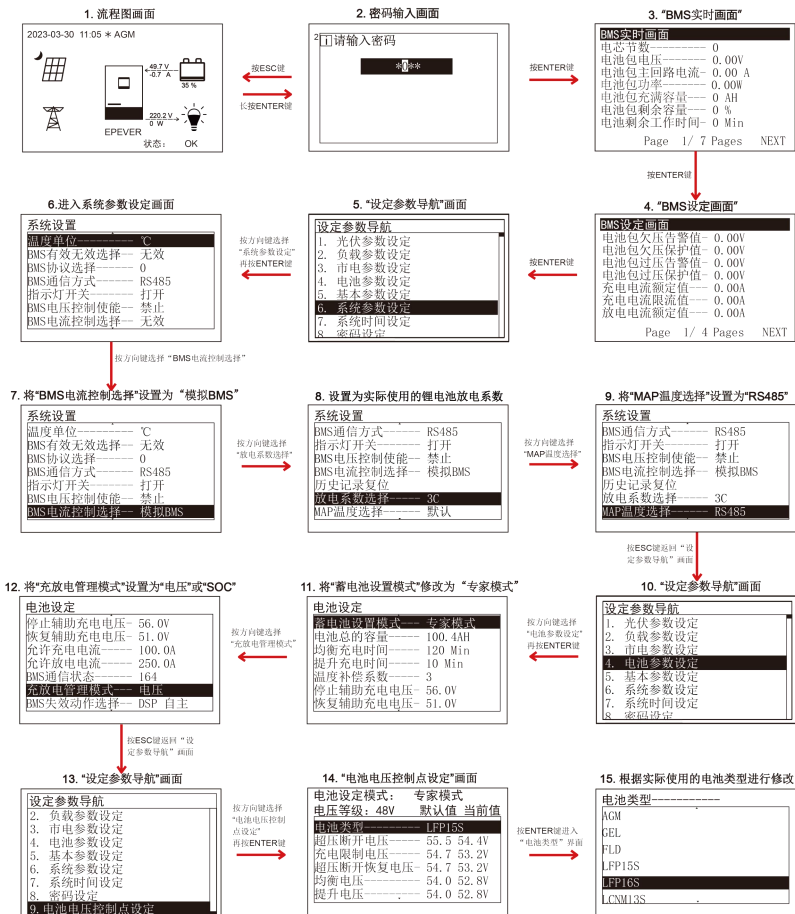 1. 流程图画面
2023-03-30 11:05 ＊ AGM
49.7 V
-0.7 A
35 %
220.2 V
0 W
EPEVER
状态： OK
按ESC键
长按ENTER键
2. 密码输入画面
2 i 请输入密码
*0**
按ENTER键
3. "BMS实时画面"
BMS实时画面
电芯节数--------- 0
电池包电压------- 0.00V
电池包主回路电流- 0.00 A
电池包功率------- 0.00W
电池包充满容量--- 0 AH
电池包剩余容量--- 0 %
电池剩余工作时间- 0 Min
Page 1/ 7 Pages NEXT
按ENTER键
6.进入系统参数设定画面
系统设置
温度单位--------- ℃
BMS有效无效选择-- 无效
BMS协议选择------ 0
BMS通信方式------ RS485
指示灯开关------- 打开
BMS电压控制使能-- 禁止
BMS电流控制选择-- 无效
按方向键选择
"系统参数设定"
再按ENTER键
5. "设定参数导航"画面
设定参数导航
1. 光伏参数设定
2. 负载参数设定
3. 市电参数设定
4. 电池参数设定
5. 基本参数设定
6. 系统参数设定
7. 系统时间设定
8. 密码设定
按ENTER键
4. "BMS设定画面"
BMS设定画面
电池包欠压告警值- 0.00V
电池包欠压保护值- 0.00V
电池包过压告警值- 0.00V
电池包过压保护值- 0.00V
充电电流额定值--- 0.00A
充电电流限流值--- 0.00A
放电电流额定值--- 0.00A
Page 1/ 4 Pages NEXT
按方向键选择"BMS电流控制选择"
7. 将"BMS电流控制选择"设置为"模拟BMS"
系统设置
温度单位--------- ℃
BMS有效无效选择-- 无效
BMS协议选择------ 0
BMS通信方式------ RS485
指示灯开关------- 打开
BMS电压控制使能-- 禁止
BMS电流控制选择-- 模拟BMS
按方向键选择
"放电系数选择"
8. 设置为实际使用的锂电池放电系数
系统设置
BMS通信方式------ RS485
指示灯开关------- 打开
BMS电压控制使能-- 禁止
BMS电流控制选择-- 模拟BMS
历史记录复位
放电系数选择----- 3C
MAP温度选择------ 默认
按方向键选择
"MAP温度选择"
9. 将"MAP温度选择"设置为"RS485"
系统设置
BMS通信方式------ RS485
指示灯开关------- 打开
BMS电压控制使能-- 禁止
BMS电流控制选择-- 模拟BMS
历史记录复位
放电系数选择----- 3C
MAP温度选择------ RS485
按ESC键返回"设
定参数导航"画面
12. 将"充放电管理模式"设置为"电压"或"SOC"
电池设定
停止辅助充电电压- 56.0V
恢复辅助充电电压- 51.0V
允许充电电流----- 100.0A
允许放电电流----- 250.0A
BMS通信状态------ 164
充放电管理模式--- 电压
BMS失效动作选择-- DSP 自主
按方向键选择
"充放电管理模式"
11. 将"蓄电池设置模式"修改为"专家模式"
电池设定
蓄电池设置模式--- 专家模式
电池总的容量----- 100.4AH
均衡充电时间----- 120 Min
提升充电时间----- 10 Min
温度补偿系数----- 3
停止辅助充电电压- 56.0V
恢复辅助充电电压- 51.0V
按方向键选择
"电池参数设定"
再按ENTER键
10. "设定参数导航"画面
设定参数导航
1. 光伏参数设定
2. 负载参数设定
3. 市电参数设定
4. 电池参数设定
5. 基本参数设定
6. 系统参数设定
7. 系统时间设定
8. 密码设定
按ESC键返回"设
定参数导航"画面
13. "设定参数导航"画面
设定参数导航
2. 负载参数设定
3. 市电参数设定
4. 电池参数设定
5. 基本参数设定
6. 系统参数设定
7. 系统时间设定
8. 密码设定
9. 电池电压控制点设定
按方向键选择
"电池电压控制
点设定"
再按ENTER键
14. "电池电压控制点设定"画面
电池设定模式： 专家模式
电压等级：48V 默认值 当前值
电池类型--------- LFP15S
超压断开电压----- 55.5 54.4V
充电限制电压----- 54.7 53.2V
超压断开恢复电压- 54.7 53.2V
均衡电压--------- 54.0 52.8V
提升电压--------- 54.0 52.8V
按ENTER键进入
"电池类型"界面
15. 根据实际使用的电池类型进行修改
电池类型-----------
AGM
GEL
FLD
LFP15S
LFP16S
LCNM13S